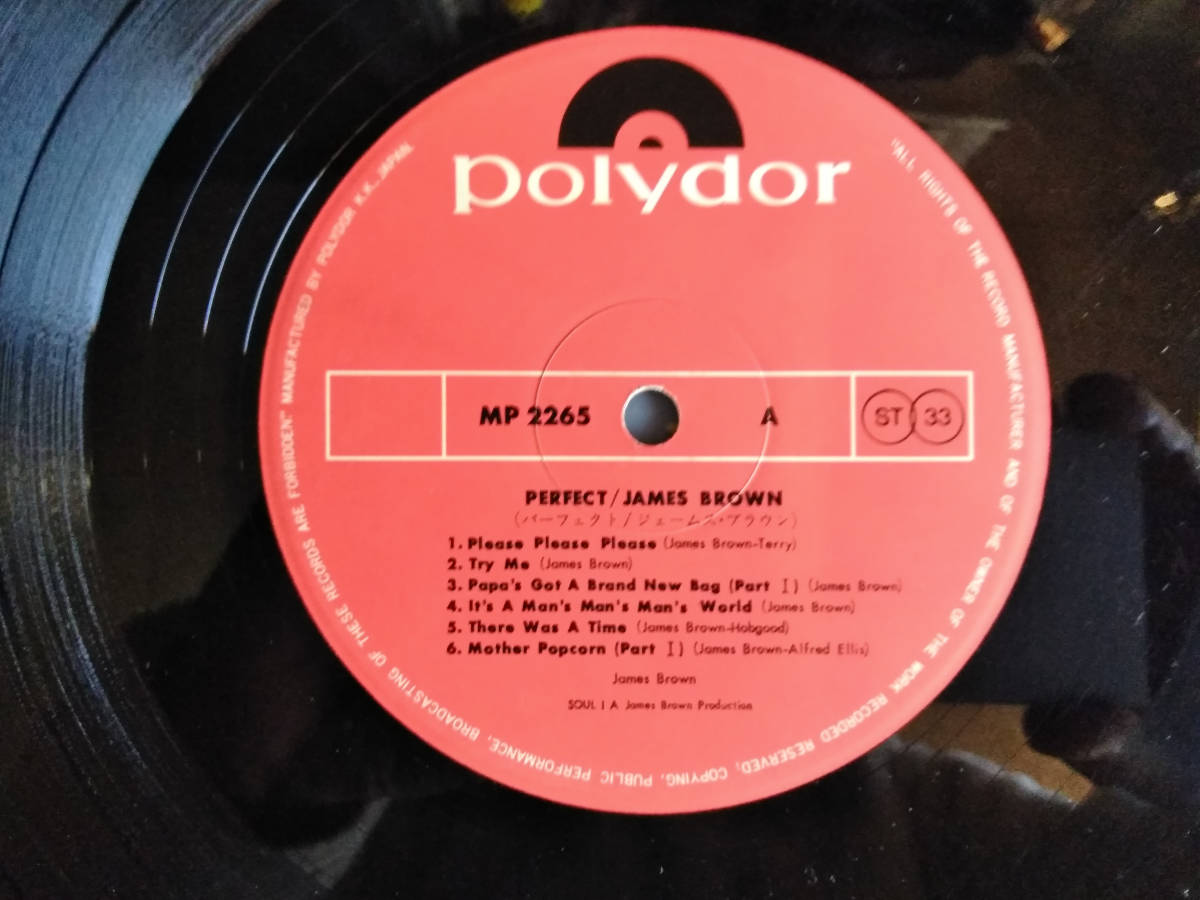 polydor
MP 2265 A ST 33
PERFECT/JAMES BROWN
(パーフェクト/ジェームス・ブラウン)
1. Please Please Please (James Brown-Terry)
2. Try Me (James Brown)
3. Papa's Got A Brand New Bag (Part I) (James Brown)
4. It's A Man's Man's Man's World (James Brown)
5. There Was A Time (James Brown-Hobgood)
6. Mother Popcorn (Part I) (James Brown-Alfred Ellis)
James Brown
SOUL I A James Brown Production
"ALL RIGHTS OF THE RECORD MANUFACTURER AND OF THE OWNER OF THE WORK RECORDED RESERVED, COPYING, PUBLIC PERFORMANCE, BROADCASTING OF THESE RECORDS ARE FORBIDDEN" MANUFACTURED BY POLYDOR K.K., JAPAN.